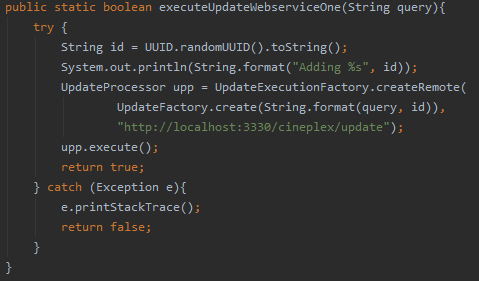 public static boolean executeUpdateWebserviceOne(String query){
    try {
        String id = UUID.randomUUID().toString();
        System.out.println(String.format("Adding %s", id));
        UpdateProcessor upp = UpdateExecutionFactory.createRemote(
                UpdateFactory.create(String.format(query, id)),
                "http://localhost:3330/cineplex/update");
        upp.execute();
        return true;
    } catch (Exception e){
        e.printStackTrace();
        return false;
    }
}